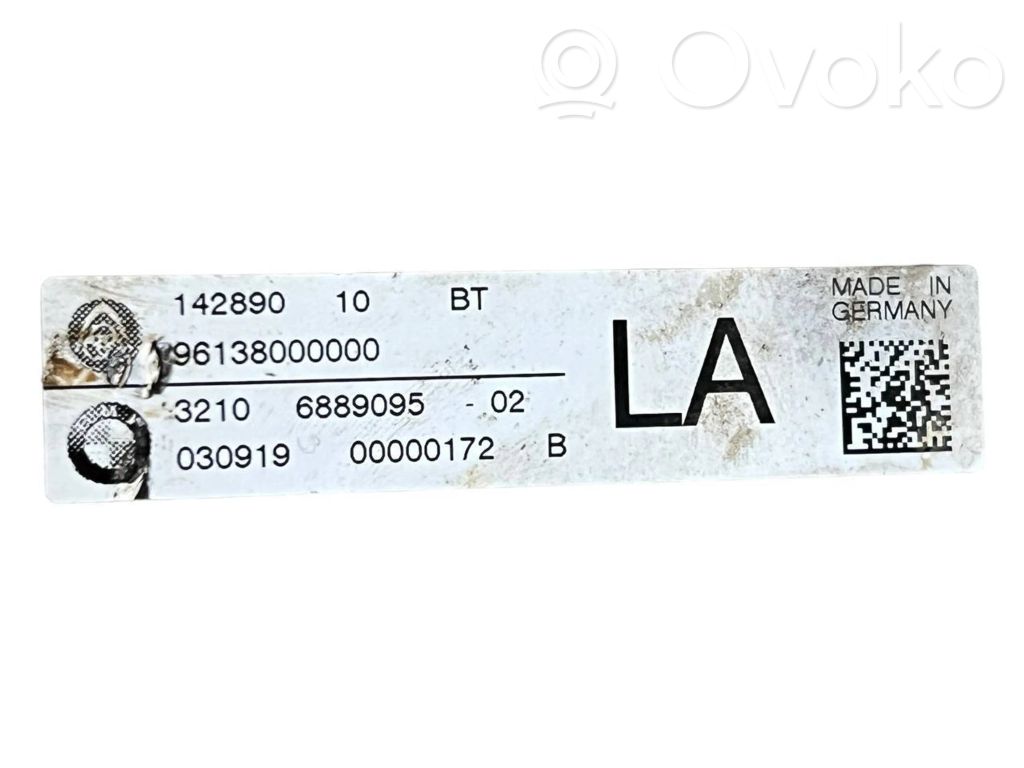 Ovoko
142890 10 BT
96138000000
3210 6889095 - 02
030919 00000172 B
LA
MADE IN
GERMANY